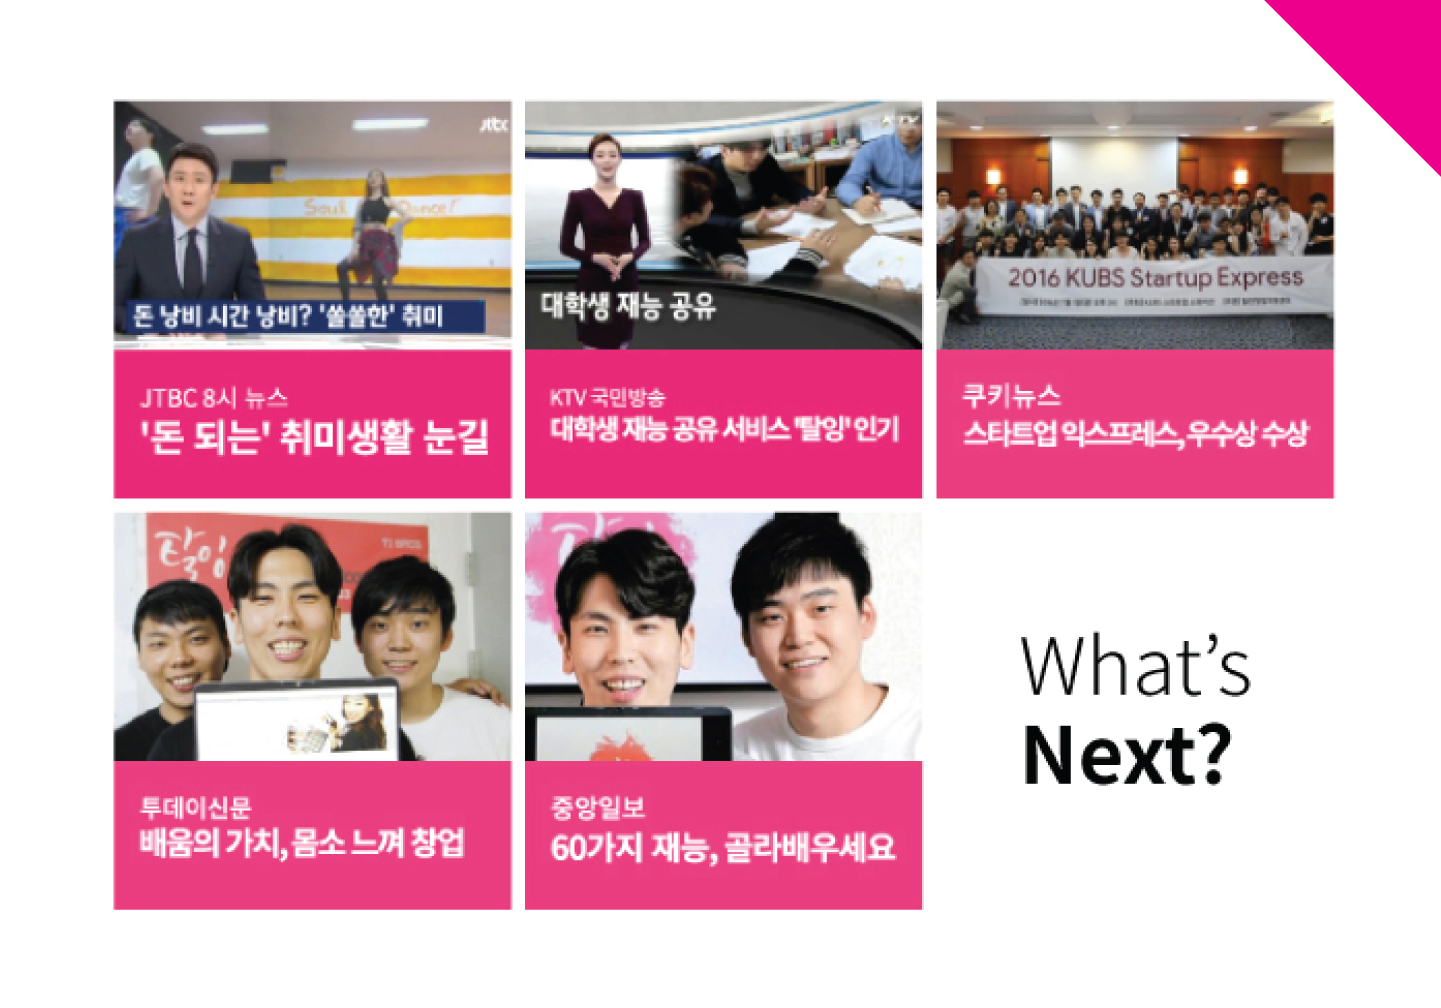 jtbc
Soul Dance!
돈 낭비 시간 낭비? '쏠쏠한' 취미
JTBC 8시 뉴스
'돈 되는' 취미생활 눈길
KTV
대학생 재능 공유
KTV 국민방송
대학생 재능 공유 서비스 '탈잉' 인기
2016 KUBS Startup Express
쿠키뉴스
스타트업 익스프레스, 우수상 수상
탈잉
투데이신문
배움의 가치, 몸소 느껴 창업
중앙일보
60가지 재능, 골라배우세요
What's
Next?